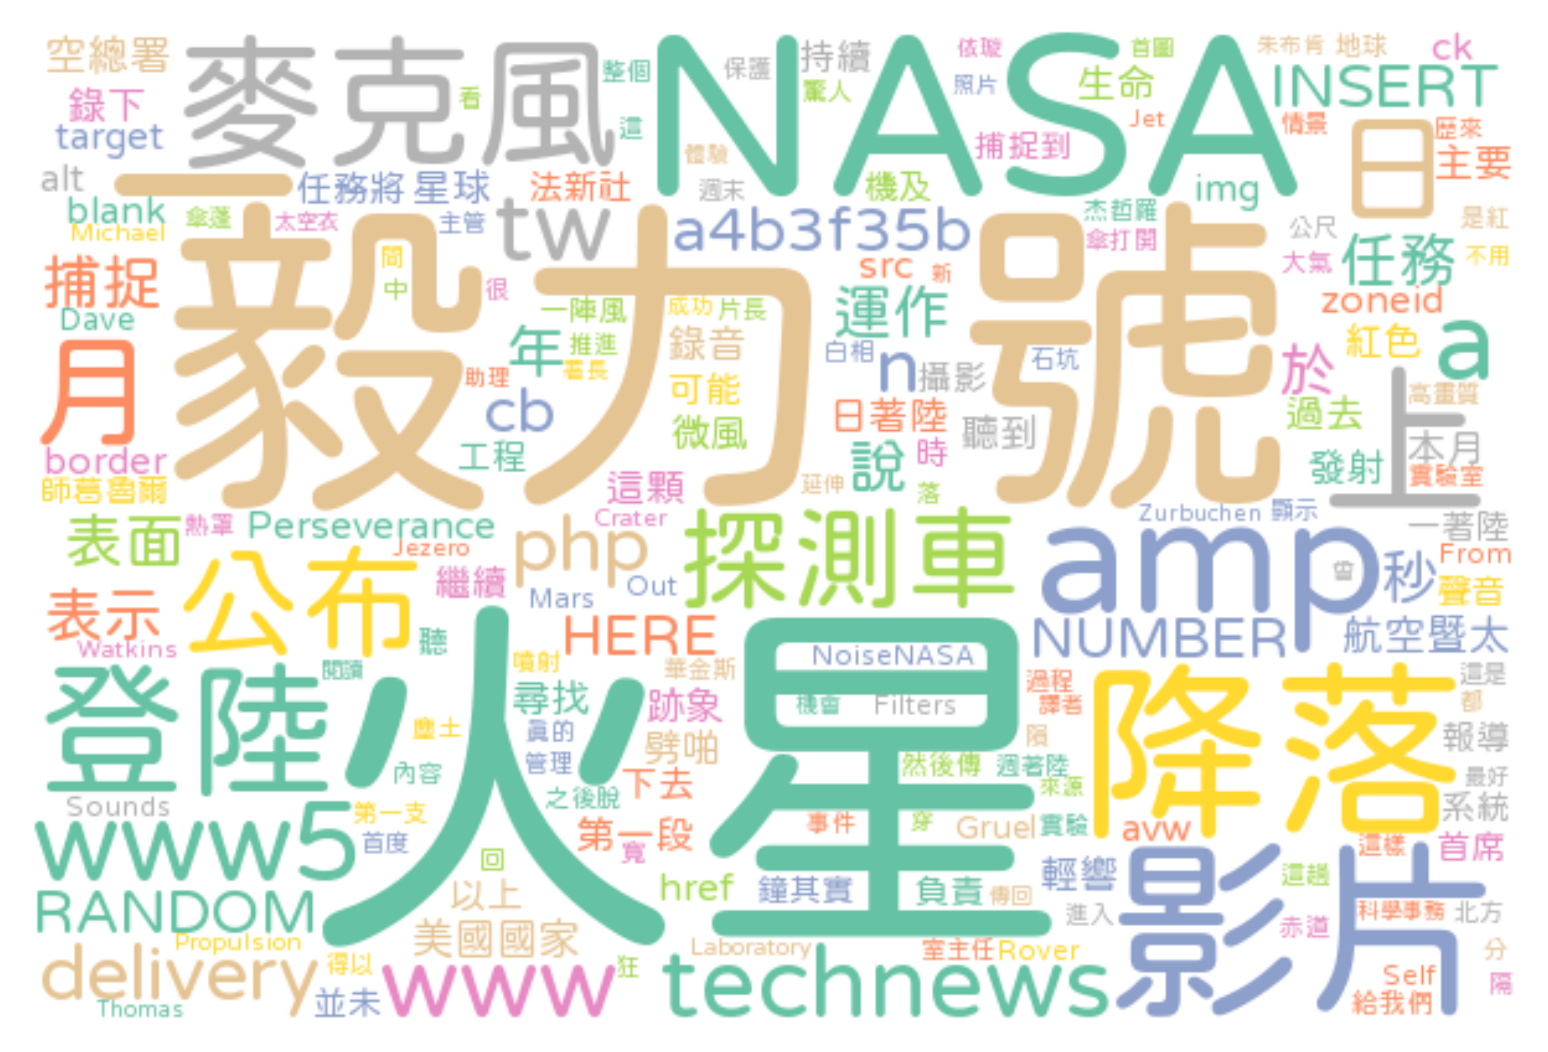 空總署 麥克風 整個 NASA 保護 持續 依璇 首圖 朱布肯 地球 ck
錄下 看 驚人 照片 生命 INSERT
target 這 Jet 情景 日 歷來
alt 一 任務將 星球 法新社 體驗 週末 機及 捕捉到 img 主要
blank 傘蓬 太空衣 主管 tw a4b3f35b 杰哲羅 公尺 是紅
Michael 間 傘打開 任務 不用
捕捉 毅力號 中 很 src 新 大氣
Dave 一陣風 成功 片長 運作 zoneid
月 年 推進 錄音 白相 n 攝影 石坑 於 紅色 a
助理 署長 可能 上 高畫質
cb 微風 日著陸 聽到 過去
border 工程 說 時 發射 本月
師葛魯爾 這顆 延伸 落 實驗室
表面 熱罩 Perseverance Crater Zurbuchen 顯示 一著陸
Jezero php 探測車 amp 曾 秒 From
公布 繼續 Mars Out 聲音
表示 聽 HERE NUMBER 航空暨太
Watkins 閱讀 噴射 華金斯 NoiseNASA 過程 這是
登陸 火星 尋找 跡象 機會 Filters 譯者 降落 都
塵土 真的 劈啪 隕 報導
內容 管理 下去 然後傳 週著陸 最好
Sounds 第一支 之後脫 來源 系統
www5 首度 第一段 事件 穿 Gruel 實驗 avw 這樣 首席
回 寬 輕響 影片
RANDOM 以上 href 鐘其實 負責 傳回 進入 這趟 科學事務 北方
Propulsion 美國國家 Laboratory 室主任 Rover 赤道 分
delivery 得以 狂 technews Self 隔
Thomas 並未 www 給我們